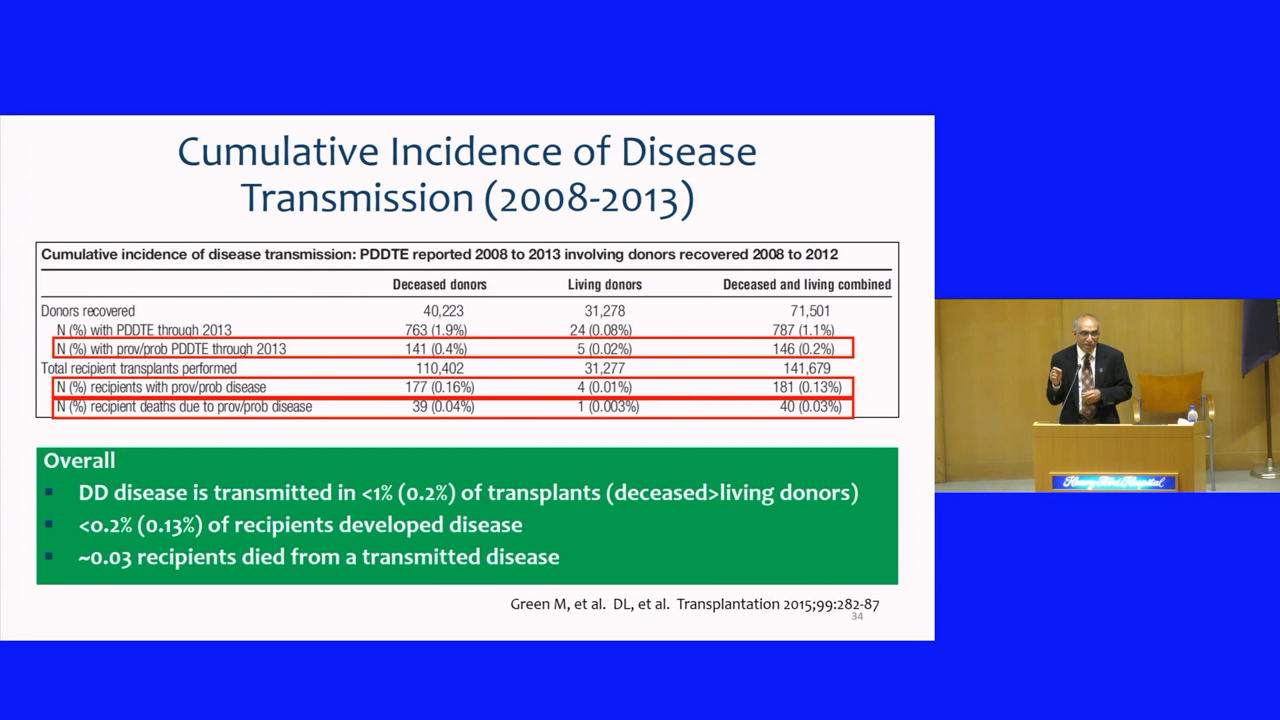 Cumulative Incidence of Disease
Transmission (2008-2013)
Cumulative incidence of disease transmission: PDDTE reported 2008 to 2013 involving donors recovered 2008 to 2012
Deceased donors Living donors Deceased and living combined
Donors recovered 40,223 31,278 71,501
N (%) with PDDTE through 2013 763 (1.9%) 24 (0.08%) 787 (1.1%)
N (%) with prov/prob PDDTE through 2013 141 (0.4%) 5 (0.02%) 146 (0.2%)
Total recipient transplants performed 110,402 31,277 141,679
N (%) recipients with prov/prob disease 177 (0.16%) 4 (0.01%) 181 (0.13%)
N (%) recipient deaths due to prov/prob disease 39 (0.04%) 1 (0.003%) 40 (0.03%)
Overall
▪ DD disease is transmitted in <1% (0.2%) of transplants (deceased>living donors)
▪ <0.2% (0.13%) of recipients developed disease
▪ ~0.03 recipients died from a transmitted disease
Green M, et al. DL, et al. Transplantation 2015;99:282-87
34
Henry Ford Hospital